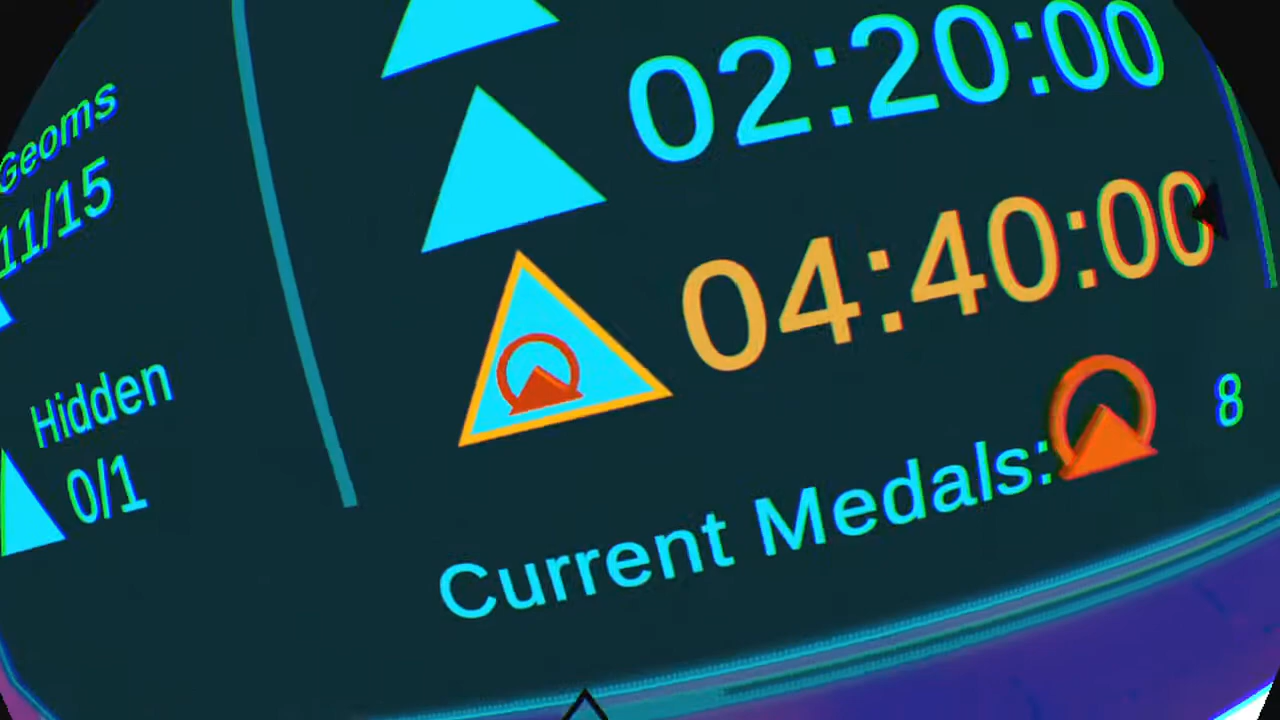 Geoms
11/15
Hidden
0/1
02:20:00
04:40:00
Current Medals: 8